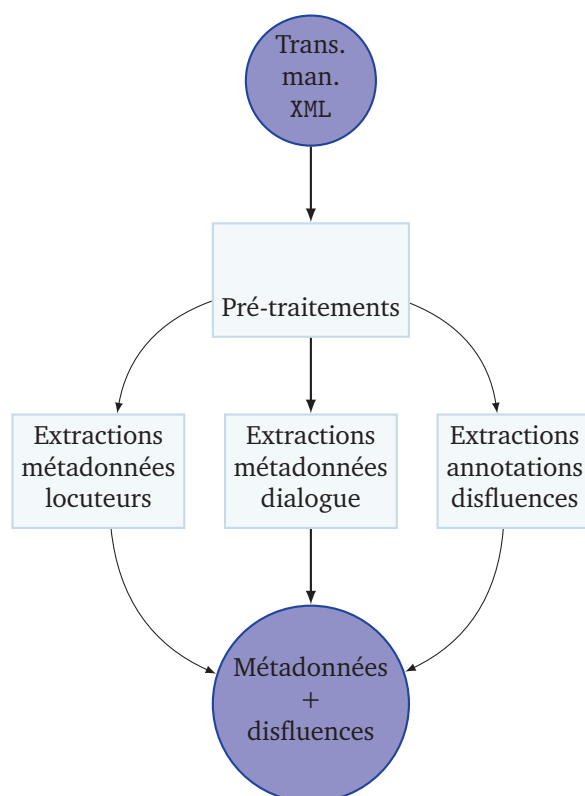 Trans.
man.
XML
Pré-traitements
Extractions
métadonnées
locuteurs
Extractions
métadonnées
dialogue
Extractions
annotations
disfluences
Métadonnées
+
disfluences